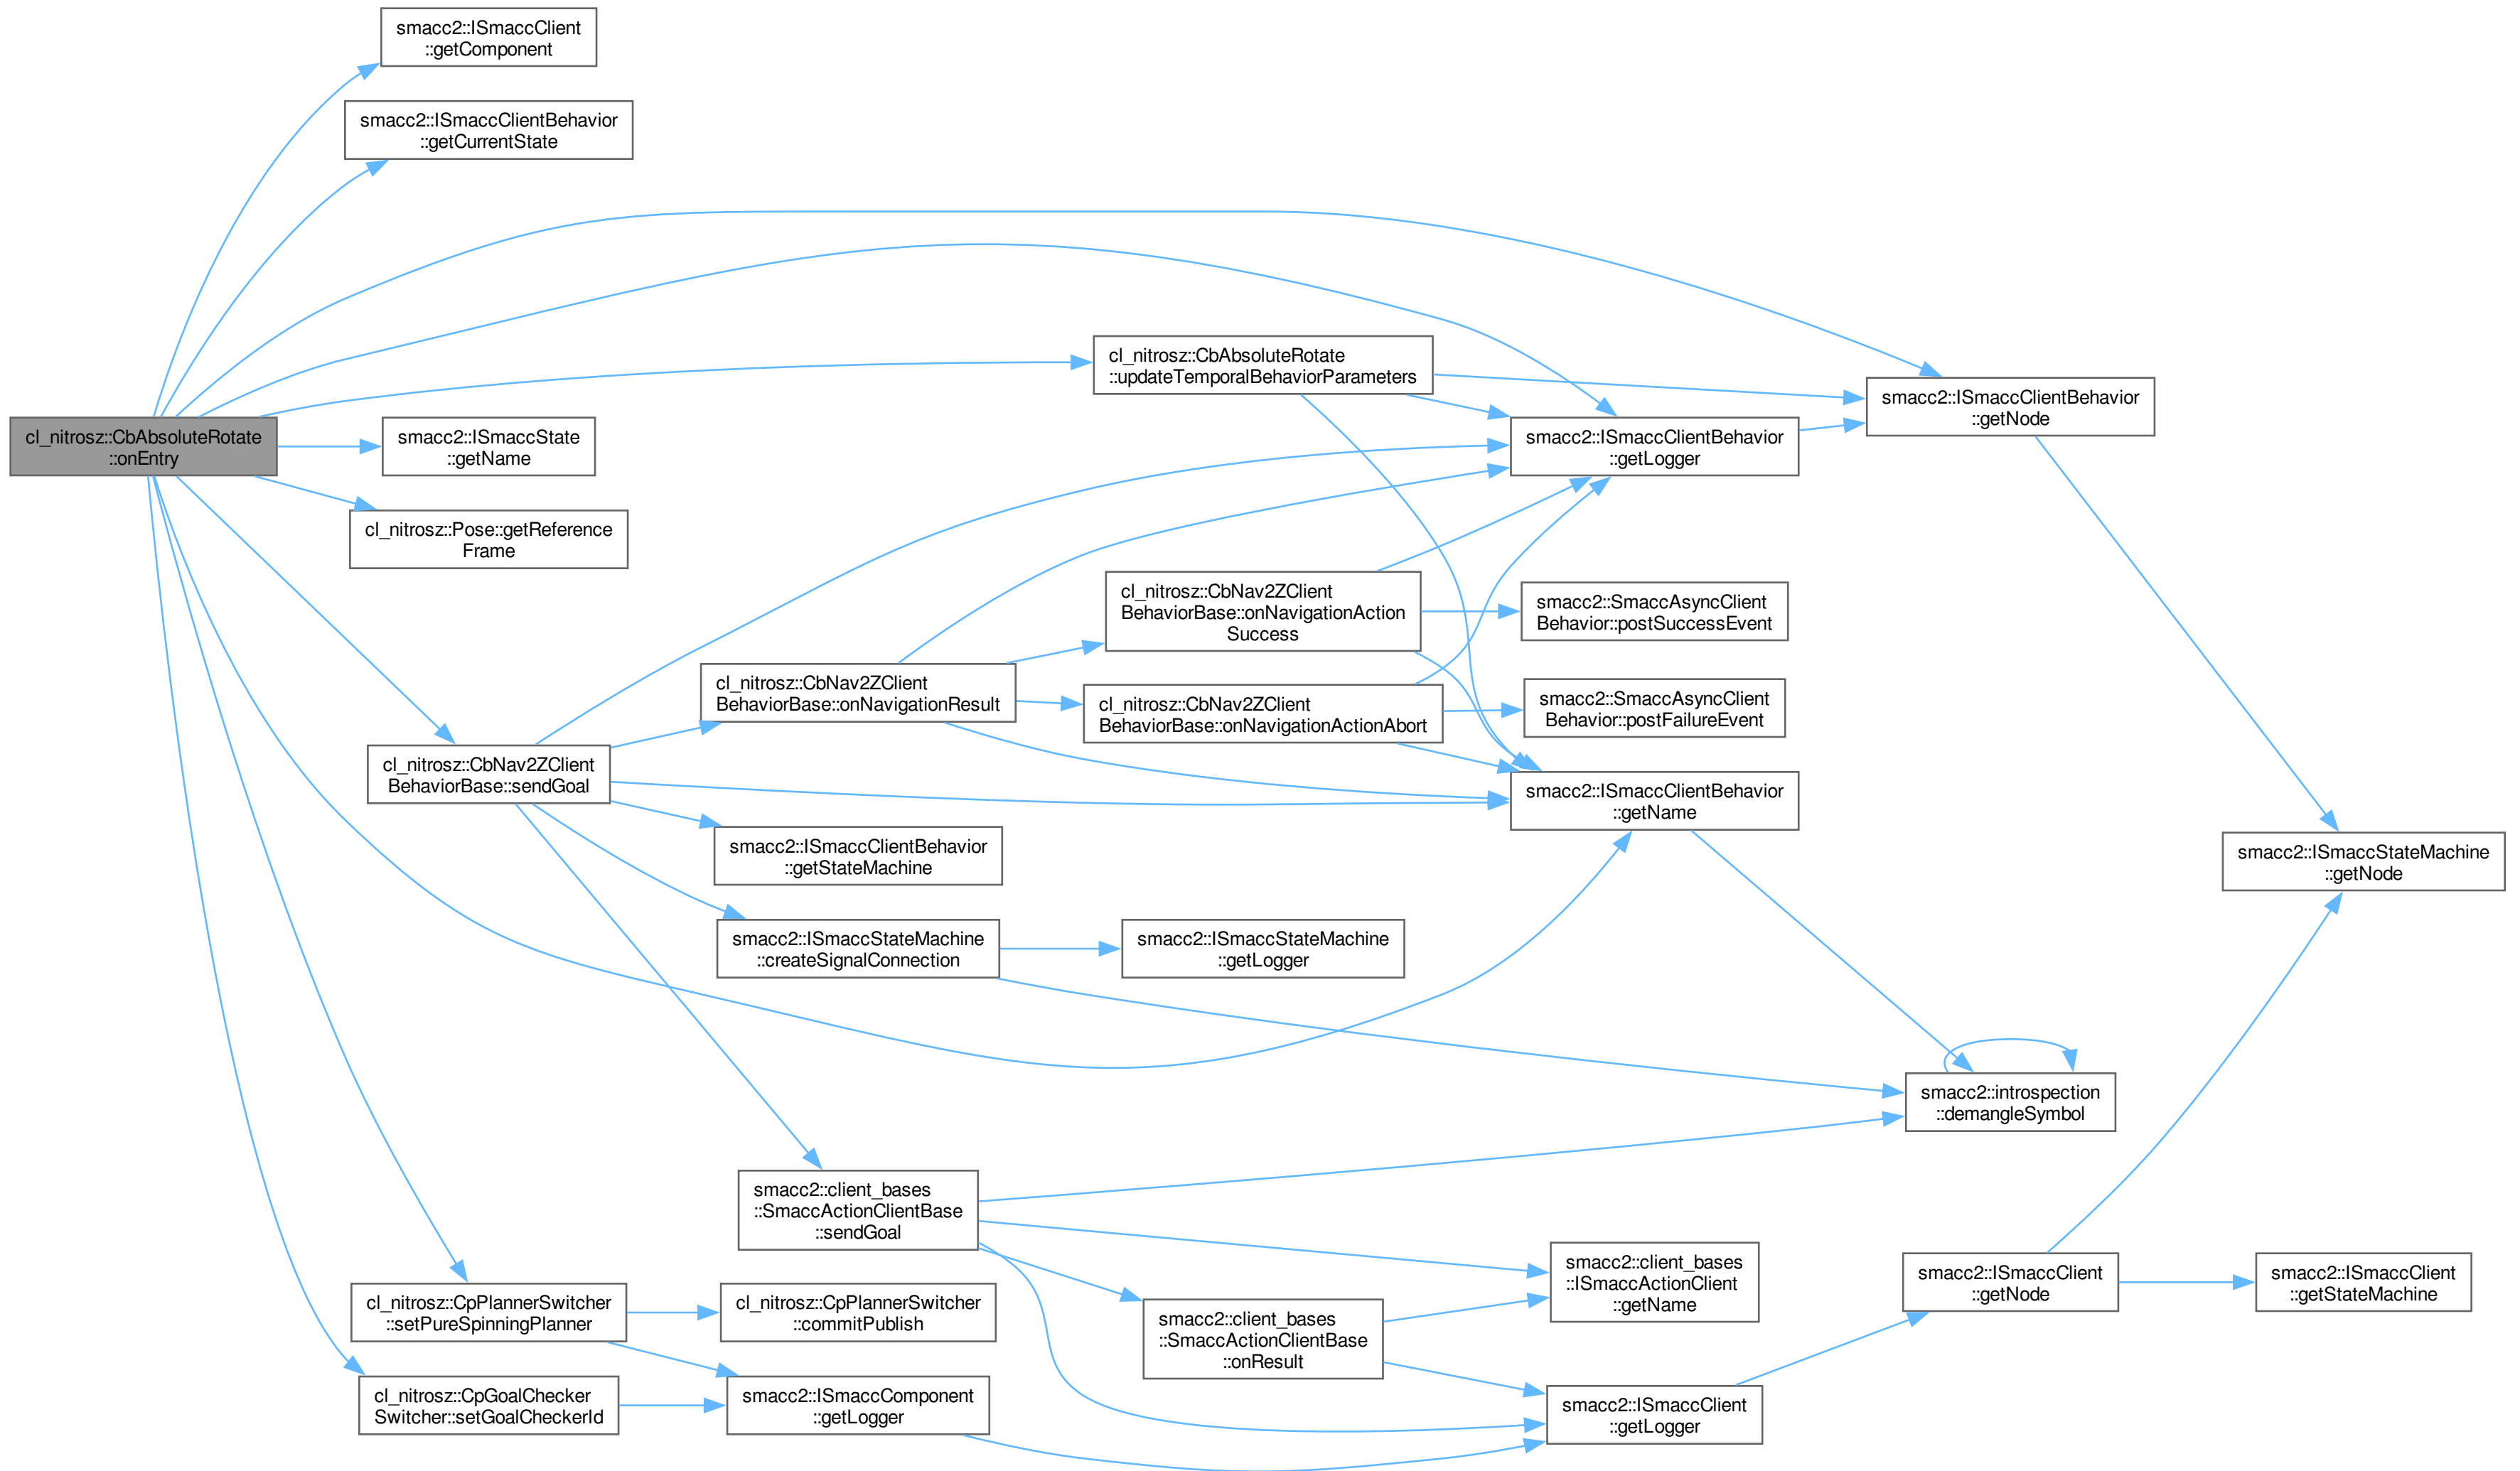 smacc2::ISmaccClient
::getComponent
smacc2::ISmaccClientBehavior
::getCurrentState
cl_nitrosz::CbAbsoluteRotate
::updateTemporalBehaviorParameters
smacc2::ISmaccClientBehavior
::getNode
cl_nitrosz::CbAbsoluteRotate
::onEntry
smacc2::ISmaccState
::getName
smacc2::ISmaccClientBehavior
::getLogger
cl_nitrosz::Pose::getReference
Frame
cl_nitrosz::CbNav2ZClient
BehaviorBase::onNavigationAction
Success
smacc2::SmaccAsyncClient
Behavior::postSuccessEvent
cl_nitrosz::CbNav2ZClient
BehaviorBase::onNavigationResult
cl_nitrosz::CbNav2ZClient
BehaviorBase::onNavigationActionAbort
smacc2::SmaccAsyncClient
Behavior::postFailureEvent
cl_nitrosz::CbNav2ZClient
BehaviorBase::sendGoal
smacc2::ISmaccClientBehavior
::getName
smacc2::ISmaccClientBehavior
::getStateMachine
smacc2::ISmaccStateMachine
::getNode
smacc2::ISmaccStateMachine
::createSignalConnection
smacc2::ISmaccStateMachine
::getLogger
smacc2::introspection
::demangleSymbol
smacc2::client_bases
::SmaccActionClientBase
::sendGoal
smacc2::client_bases
::ISmaccActionClient
::getName
smacc2::ISmaccClient
::getNode
smacc2::ISmaccClient
::getStateMachine
cl_nitrosz::CpPlannerSwitcher
::setPureSpinningPlanner
cl_nitrosz::CpPlannerSwitcher
::commitPublish
smacc2::client_bases
::SmaccActionClientBase
::onResult
cl_nitrosz::CpGoalChecker
Switcher::setGoalCheckerId
smacc2::ISmaccComponent
::getLogger
smacc2::ISmaccClient
::getLogger